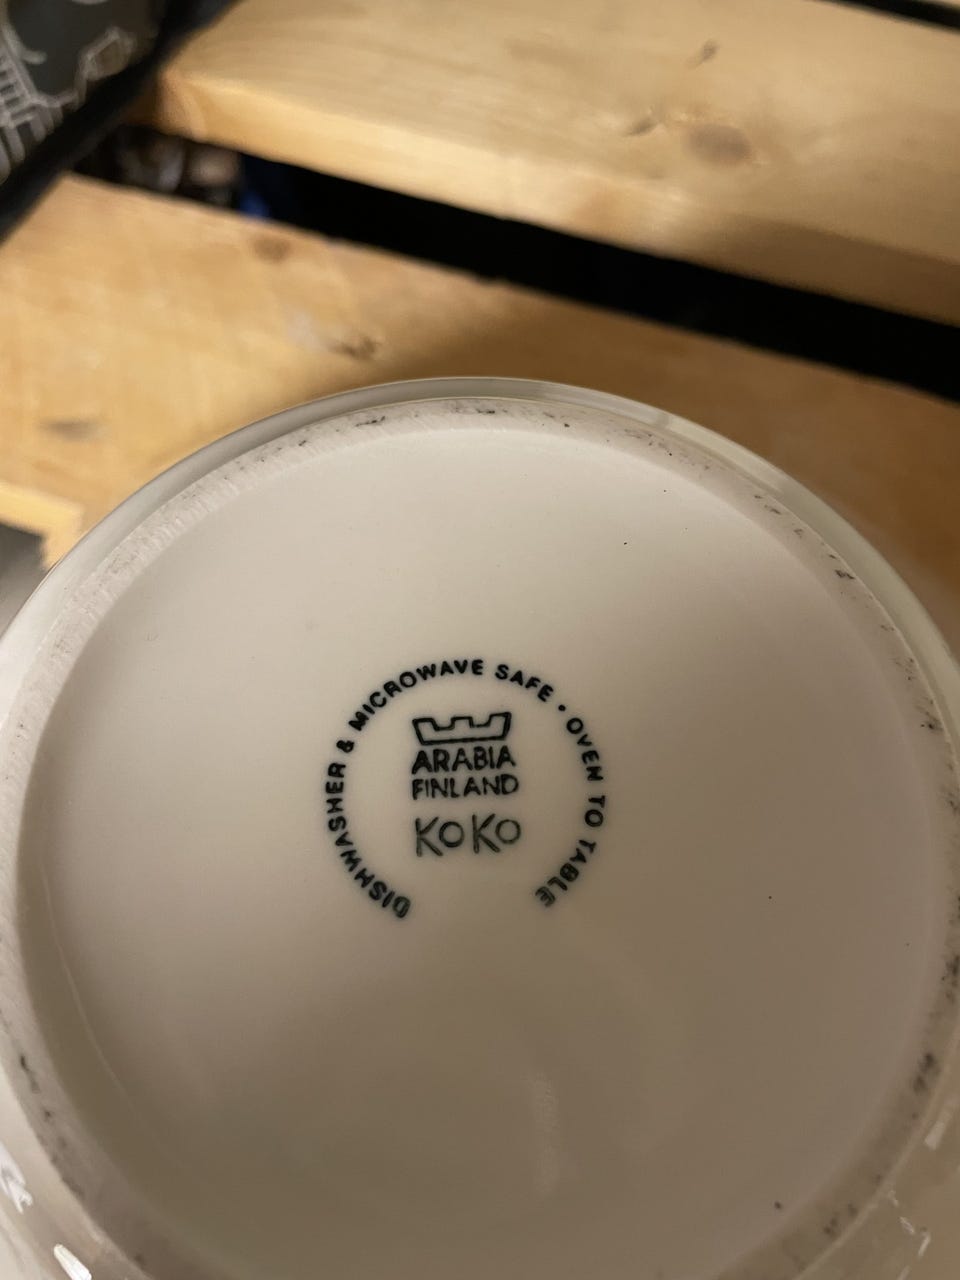 DISHWASHER & MICROWAVE SAFE • OVEN TO TABLE
ARABIA
FINLAND
KOKO